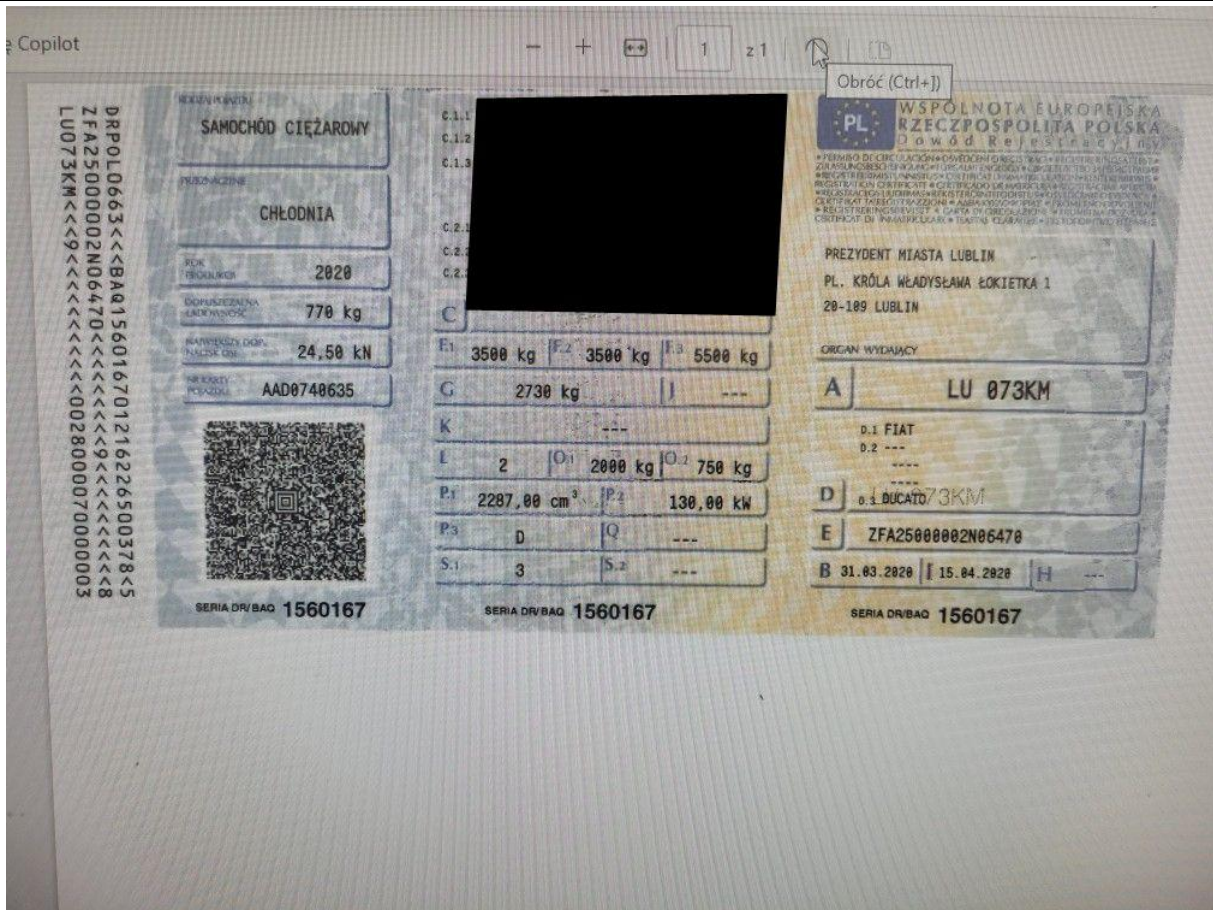 Copilot
1 z 1
Obróć (Ctrl+])
DRPOL0663<<<BAQ156016701216226500378<5
ZFA25000002N06470<<<<<<<<9<<<<<<<<<8
LU073KM<<<9<<<<<<<<<<0028000070000003
RODZAJ POJAZDU
SAMOCHÓD CIĘŻAROWY
PRZEZNACZENIE
CHŁODNIA
ROK PRODUKCJI 2020
DOPUSZCZALNA ŁADOWNOŚĆ 770 kg
NAJWIĘKSZY DOP. NACISK OSI 24,50 kN
NR KARTY POJAZDU AAD0740635
SERIA DR/BAQ 1560167
C.1.1
C.1.2
C.1.3
C.2.1
C.2.2
C.2.3
C
F.1 3500 kg F.2 3500 kg F.3 5500 kg
G 2730 kg J ---
K ---
L 2 O.1 2000 kg O.2 750 kg
P.1 2287,00 cm³ P.2 130,00 kW
P.3 D Q ---
S.1 3 S.2 ---
SERIA DR/BAQ 1560167
PL
WSPÓLNOTA EUROPEJSKA
RZECZPOSPOLITA POLSKA
Dowód Rejestracyjny
PREZYDENT MIASTA LUBLIN
PL. KRÓLA WŁADYSŁAWA ŁOKIETKA 1
20-109 LUBLIN
ORGAN WYDAJĄCY
A LU 073KM
D.1 FIAT
D.2 ---
----
----
D D.3 DUCATO
E ZFA25000002N06470
B 31.03.2020 I 15.04.2020 H ---
SERIA DR/BAQ 1560167